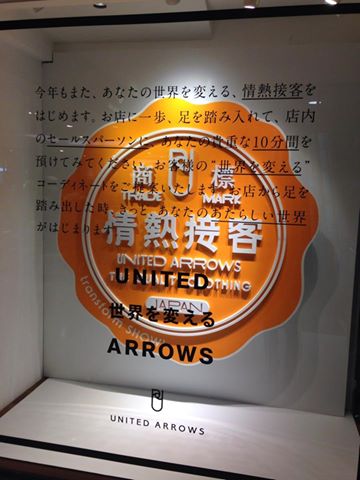 今年もまた、あなたの世界を変える、情熱接客を
はじめます。お店に一歩、足を踏み入れて、店内
のセールスパーソンに、あなたの貴重な10分間を
預けてみてください。お客様の“世界を変える”
コーディネートをご提案いたします。お店から足を
踏み出した時、きっと、あなたのあたらしい世界
がはじまります。
商 標
TRADE MARK
情熱接客
UNITED ARROWS
CLOTHING
JAPAN
transform SHOW
UNITED
世界を変える
ARROWS
UNITED ARROWS